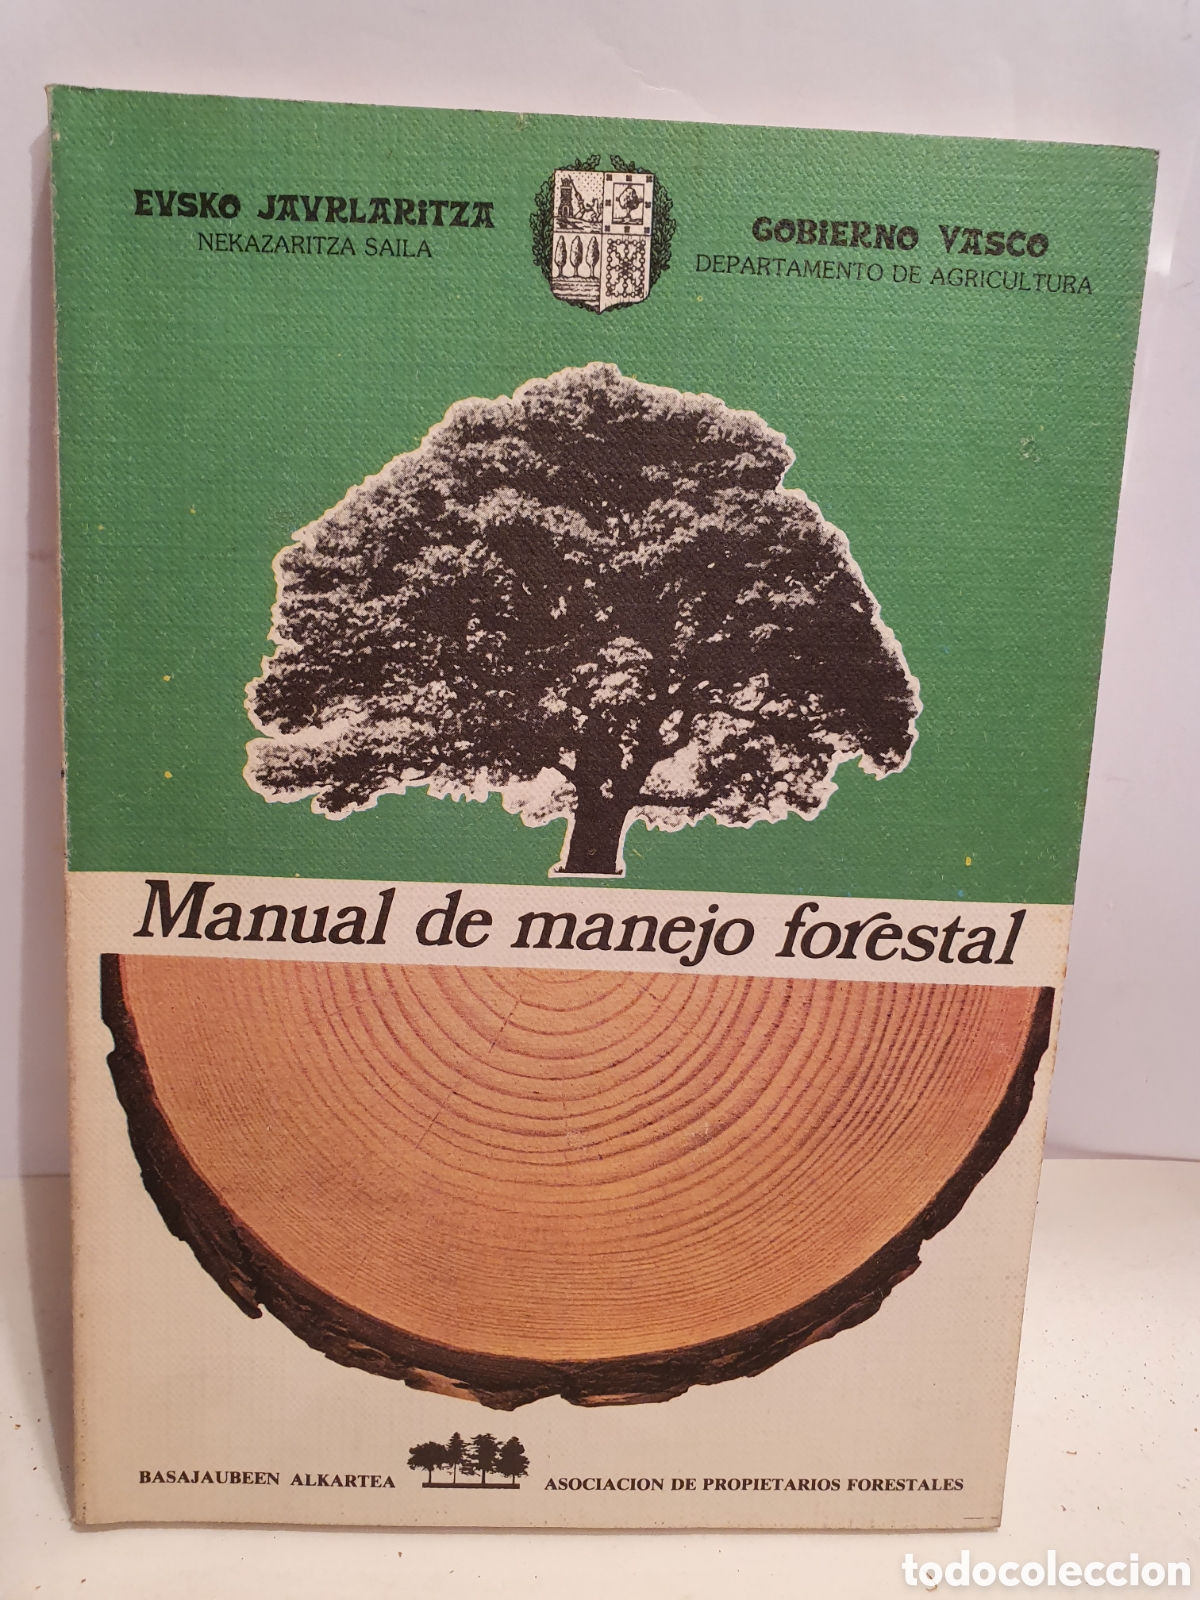 EVSKO JAVRLARiTZA
NEKAZARITZA SAILA
GOBiERNO VASCO
DEPARTAMENTO DE AGRICULTURA
Manual de manejo forestal
BASAJAUBEEN ALKARTEA
ASOCIACION DE PROPIETARIOS FORESTALES
todocoleccion